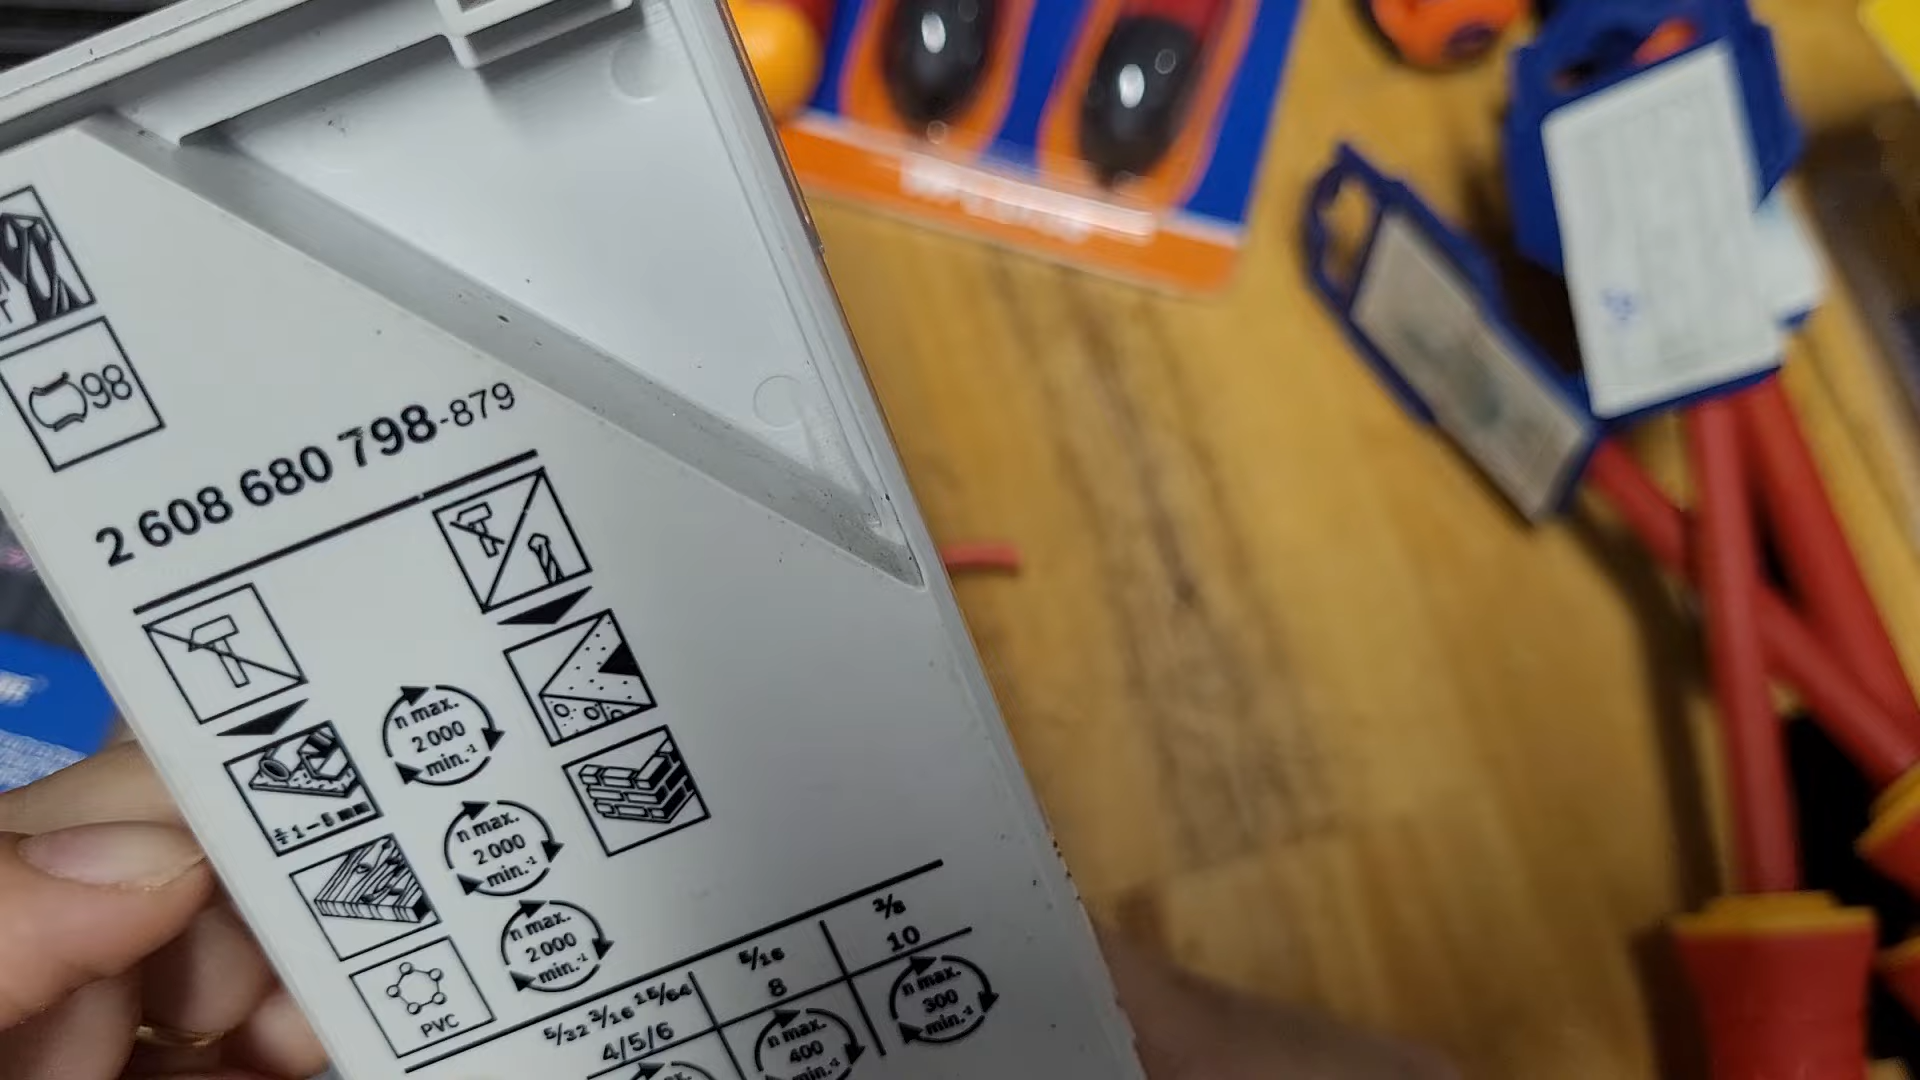 98
2 608 680 798-879
n max.
2 000
min.-1
1-5
n max.
2 000
min.-1
n max.
2 000
min.-1
PVC
5/32 3/16 15/64
5/16
3/8
4/5/6
8
10
n max.
400
min.-1
n max.
300
min.-1